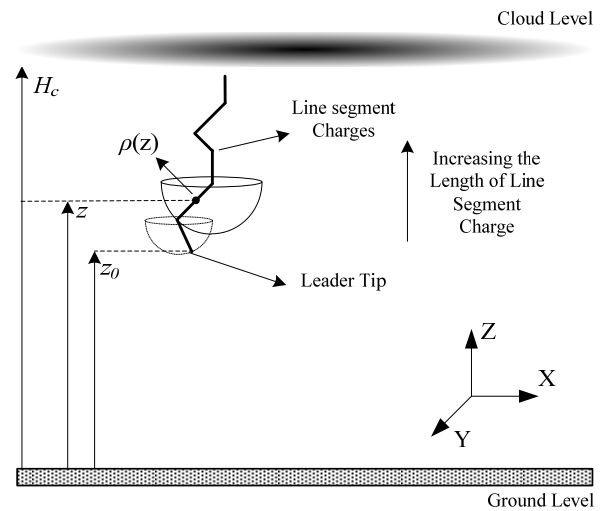 Cloud Level
H_c
Line segment
Charges
ρ(z)
Increasing the
Length of Line
Segment
Charge
z
z_0
Leader Tip
Z
X
Y
Ground Level